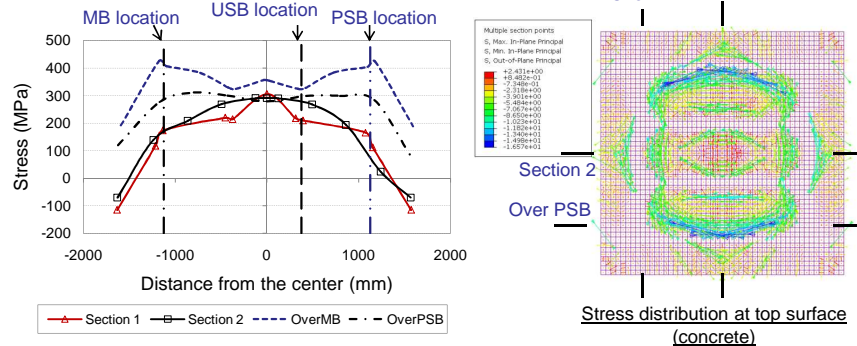 MB location
USB location
PSB location
500
400
300
200
100
0
-100
-200
Stress (MPa)
-2000
-1000
0
1000
2000
Distance from the center (mm)
Section 1
Section 2
OverMB
OverPSB
Multiple section points
S, Max. In-Plane Principal
S, Min. In-Plane Principal
S, Out-of-Plane Principal
+2.431e+00
+8.482e-01
-7.348e-01
-2.318e+00
-3.901e+00
-5.484e+00
-7.067e+00
-8.650e+00
-1.023e+01
-1.182e+01
-1.340e+01
-1.498e+01
-1.657e+01
Section 2
Over PSB
Stress distribution at top surface
(concrete)